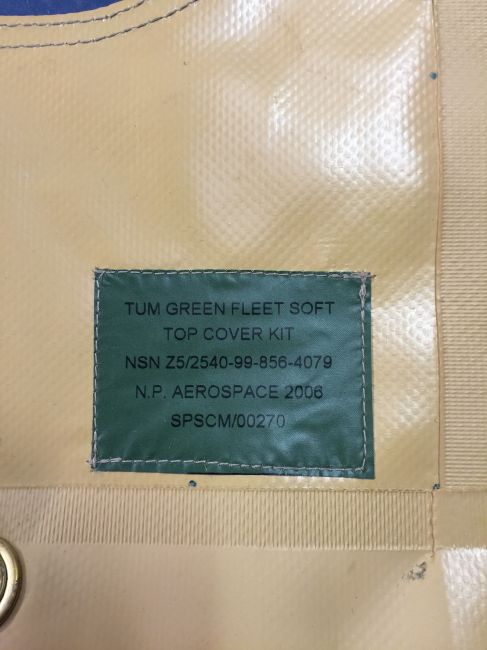 TUM GREEN FLEET SOFT
TOP COVER KIT
NSN Z5/2540-99-856-4079
N.P. AEROSPACE 2006
SPSCM/00270